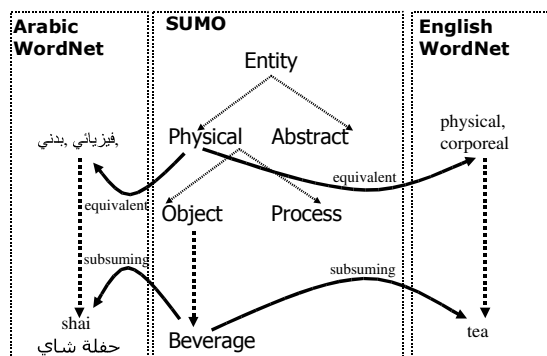 Arabic
WordNet
SUMO
English
WordNet
Entity
فيزيائي, بدني,
Physical
Abstract
physical,
corporeal
equivalent
equivalent
Object
Process
subsuming
subsuming
shai
حفلة شاي
Beverage
tea